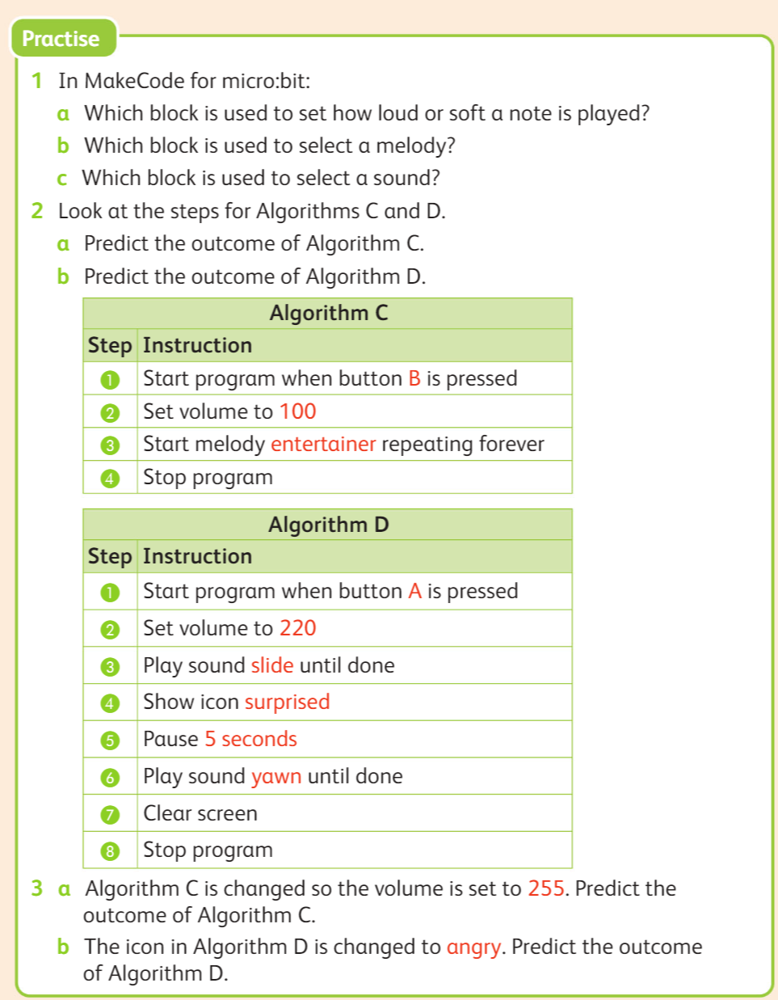 Practise
1 In MakeCode for micro:bit:
a Which block is used to set how loud or soft a note is played?
b Which block is used to select a melody?
c Which block is used to select a sound?
2 Look at the steps for Algorithms C and D.
a Predict the outcome of Algorithm C.
b Predict the outcome of Algorithm D.
Algorithm C
Step Instruction
1 Start program when button B is pressed
2 Set volume to 100
3 Start melody entertainer repeating forever
4 Stop program
Algorithm D
Step Instruction
1 Start program when button A is pressed
2 Set volume to 220
3 Play sound slide until done
4 Show icon surprised
5 Pause 5 seconds
6 Play sound yawn until done
7 Clear screen
8 Stop program
3 a Algorithm C is changed so the volume is set to 255. Predict the
outcome of Algorithm C.
b The icon in Algorithm D is changed to angry. Predict the outcome
of Algorithm D.